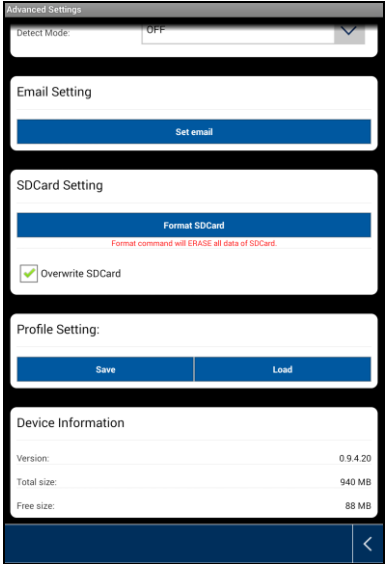 Advanced Settings
Detect Mode: OFF
Email Setting
Set email
SDCard Setting
Format SDCard
Format command will ERASE all data of SDCard.
Overwrite SDCard
Profile Setting:
Save Load
Device Information
Version: 0.9.4.20
Total size: 940 MB
Free size: 88 MB